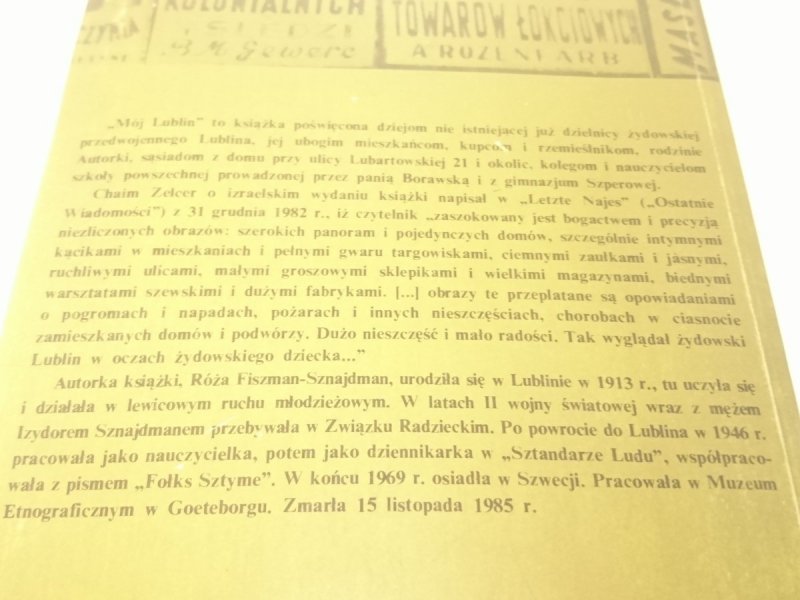 KOLONIALNYCH
I ŚLEDZI
B.M. Gewerc
TOWARÓW ŁOKCIOWYCH
A ROZENFARB
„Mój Lublin” to książka poświęcona dziejom nie istniejącej już dzielnicy żydowskiej
przedwojennego Lublina, jej ubogim mieszkańcom, kupcom i rzemieślnikom, rodzinie
Autorki, sąsiadom z domu przy ulicy Lubartowskiej 21 i okolic, kolegom i nauczycielom
szkoły powszechnej prowadzonej przez panią Borawską i z gimnazjum Szperowej.
Chaim Zelcer o izraelskim wydaniu książki napisał w „Letzte Najes” („Ostatnie
Wiadomości”) z 31 grudnia 1982 r., iż czytelnik „zaszokowany jest bogactwem i precyzją
niezliczonych obrazów: szerokich panoram i pojedynczych domów, szczególnie intymnymi
kącikami w mieszkaniach i pełnymi gwaru targowiskami, ciemnymi zaułkami i jasnymi,
ruchliwymi ulicami, małymi groszowymi sklepikami i wielkimi magazynami, biednymi
warsztatami szewskimi i dużymi fabrykami. [...] obrazy te przeplatane są opowiadaniami
o pogromach i napadach, pożarach i innych nieszczęściach, chorobach w ciasnocie
zamieszkanych domów i podwórzy. Dużo nieszczęść i mało radości. Tak wyglądał żydowski
Lublin w oczach żydowskiego dziecka...”
Autorka książki, Róża Fiszman-Sznajdman, urodziła się w Lublinie w 1913 r., tu uczyła się
i działała w lewicowym ruchu młodzieżowym. W latach II wojny światowej wraz z mężem
Izydorem Sznajdmanem przebywała w Związku Radzieckim. Po powrocie do Lublina w 1946 r.
pracowała jako nauczycielka, potem jako dziennikarka w „Sztandarze Ludu”, współpraco-
wała z pismem „Fołks Sztyme”. W końcu 1969 r. osiadła w Szwecji. Pracowała w Muzeum
Etnograficznym w Goeteborgu. Zmarła 15 listopada 1985 r.